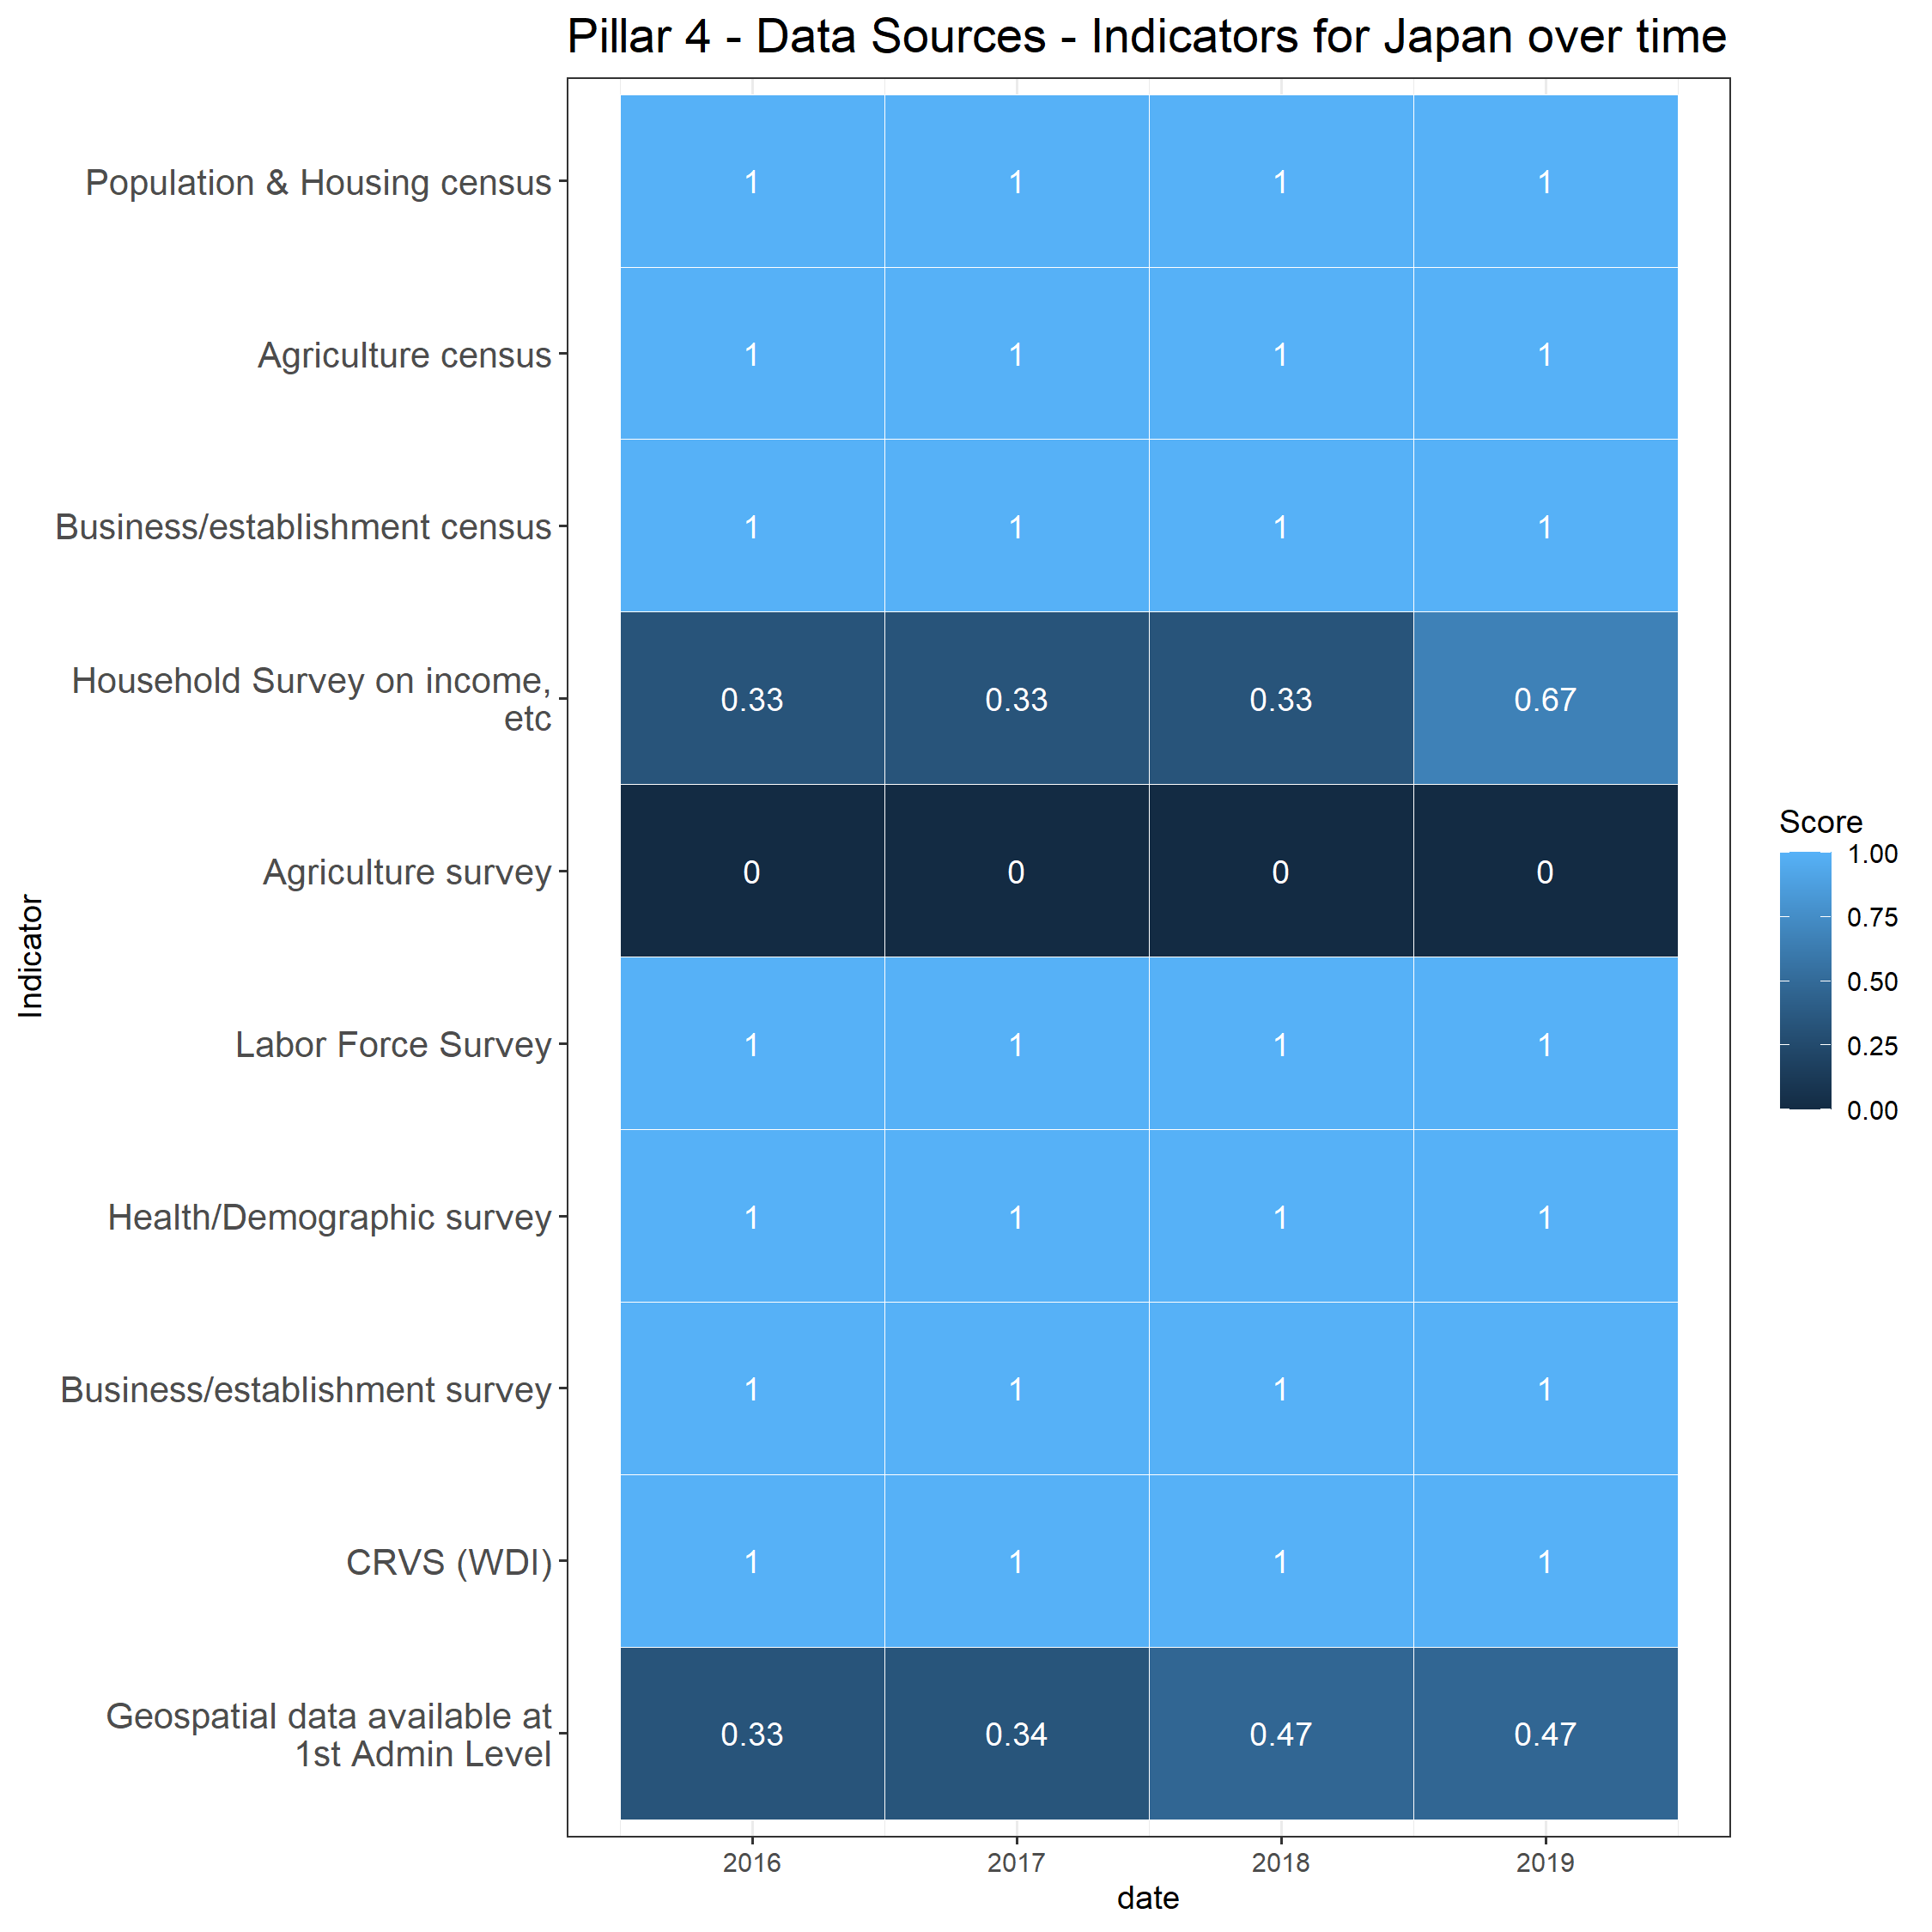 Pillar 4 - Data Sources - Indicators for Japan over time
Indicator
Population & Housing census
1 1 1 1
Agriculture census
1 1 1 1
Business/establishment census
1 1 1 1
Household Survey on income,
etc
0.33 0.33 0.33 0.67
Agriculture survey
0 0 0 0
Labor Force Survey
1 1 1 1
Health/Demographic survey
1 1 1 1
Business/establishment survey
1 1 1 1
CRVS (WDI)
1 1 1 1
Geospatial data available at
1st Admin Level
0.33 0.34 0.47 0.47
2016 2017 2018 2019
date
Score
1.00
0.75
0.50
0.25
0.00